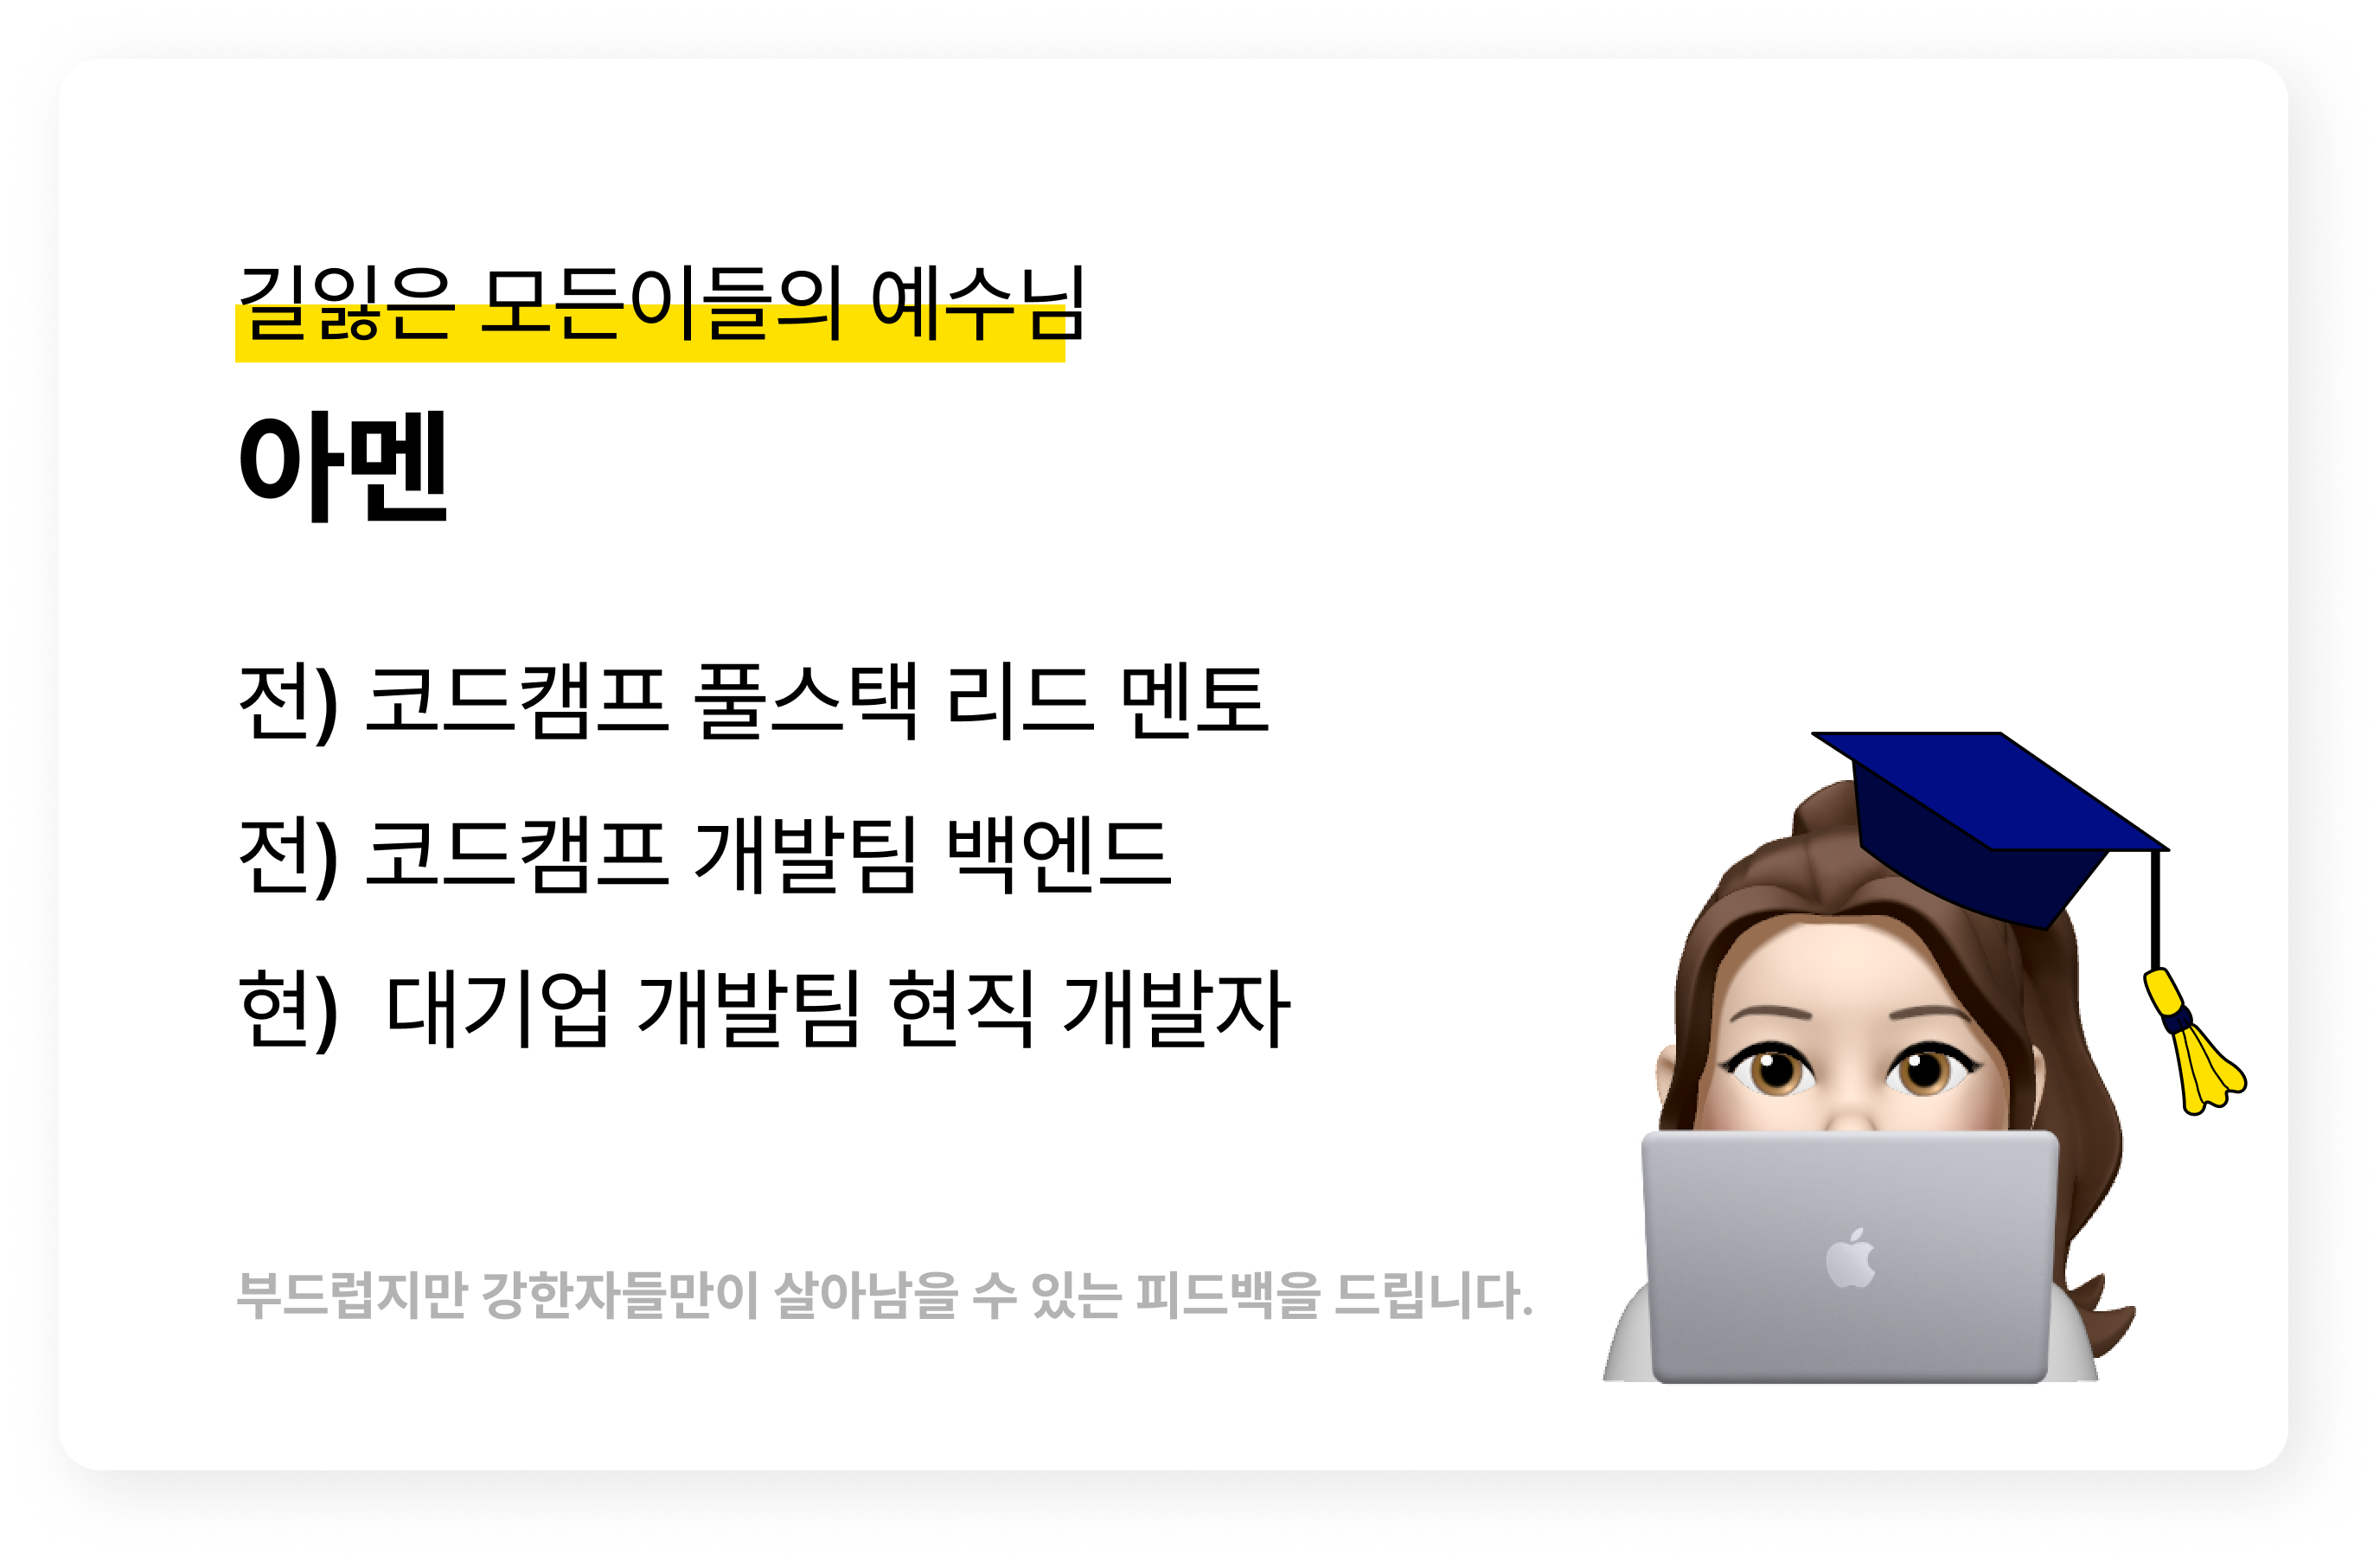 길잃은 모든이들의 예수님
아멘
전) 코드캠프 풀스택 리드 멘토
전) 코드캠프 개발팀 백엔드
현) 대기업 개발팀 현직 개발자
부드럽지만 강한자들만이 살아남을 수 있는 피드백을 드립니다.